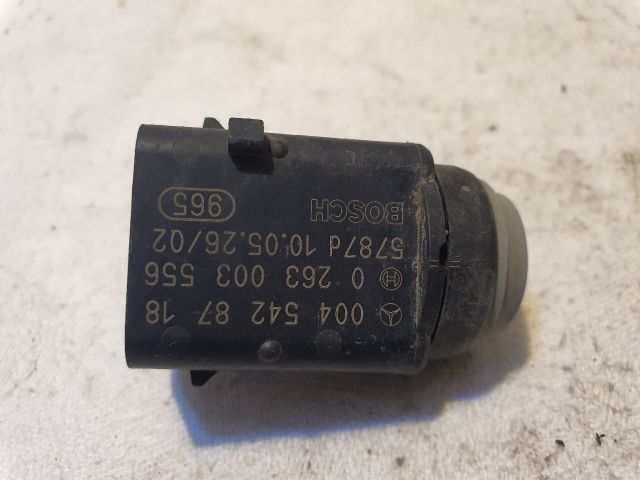 004 542 87 18
0 263 003 556
5787d 10.05.26/02
BOSCH 965